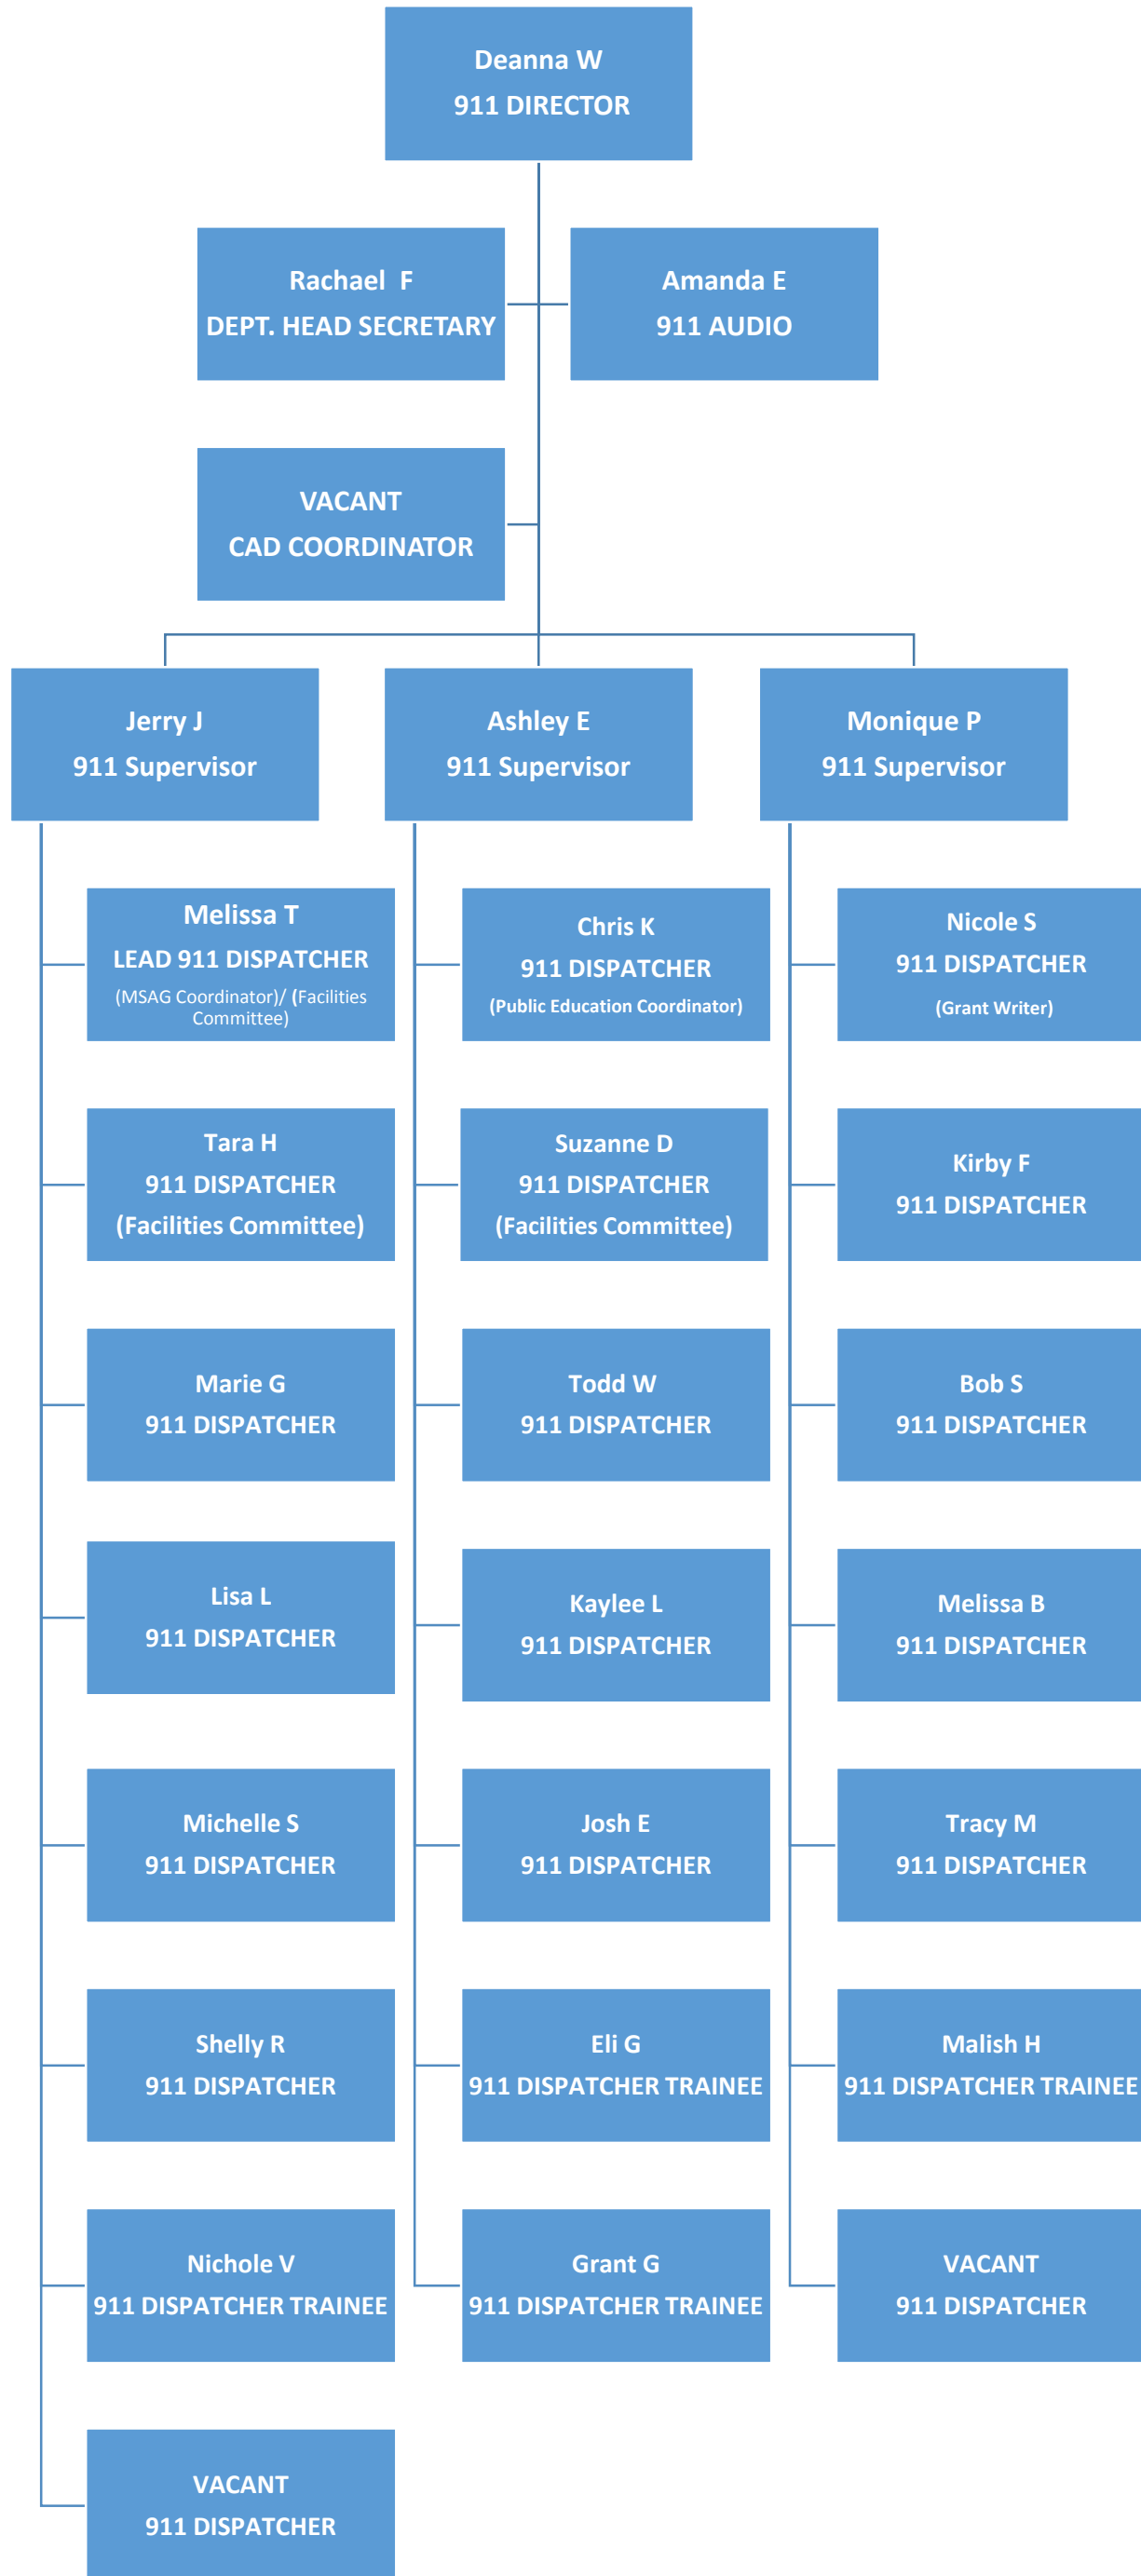 Deanna W
911 DIRECTOR
Rachael F
DEPT. HEAD SECRETARY
Amanda E
911 AUDIO
VACANT
CAD COORDINATOR
Jerry J
911 Supervisor
Ashley E
911 Supervisor
Monique P
911 Supervisor
Melissa T
LEAD 911 DISPATCHER
(MSAG Coordinator)/ (Facilities
Committee)
Chris K
911 DISPATCHER
(Public Education Coordinator)
Nicole S
911 DISPATCHER
(Grant Writer)
Tara H
911 DISPATCHER
(Facilities Committee)
Suzanne D
911 DISPATCHER
(Facilities Committee)
Kirby F
911 DISPATCHER
Marie G
911 DISPATCHER
Todd W
911 DISPATCHER
Bob S
911 DISPATCHER
Lisa L
911 DISPATCHER
Kaylee L
911 DISPATCHER
Melissa B
911 DISPATCHER
Michelle S
911 DISPATCHER
Josh E
911 DISPATCHER
Tracy M
911 DISPATCHER
Shelly R
911 DISPATCHER
Eli G
911 DISPATCHER TRAINEE
Malish H
911 DISPATCHER TRAINEE
Nichole V
911 DISPATCHER TRAINEE
Grant G
911 DISPATCHER TRAINEE
VACANT
911 DISPATCHER
VACANT
911 DISPATCHER